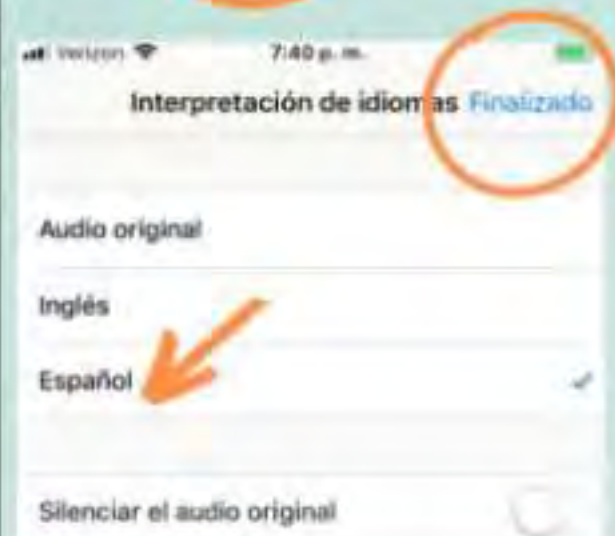 verizon 7:40 p. m.
Interpretación de idiomas Finalizado
Audio original
Inglés
Español
Silenciar el audio original